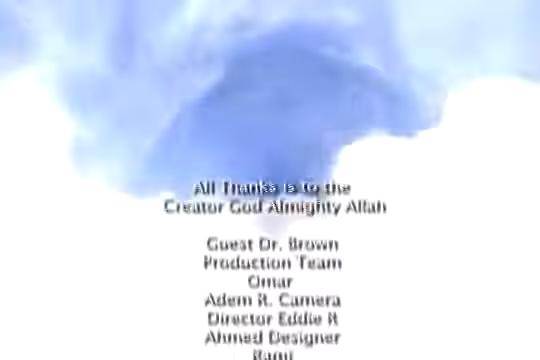 All Thanks is to the
Creator God Almighty Allah
Guest Dr. Brown
Production Team
Omar
Adem R. Camera
Director Eddie R
Ahmed Designer
Rami